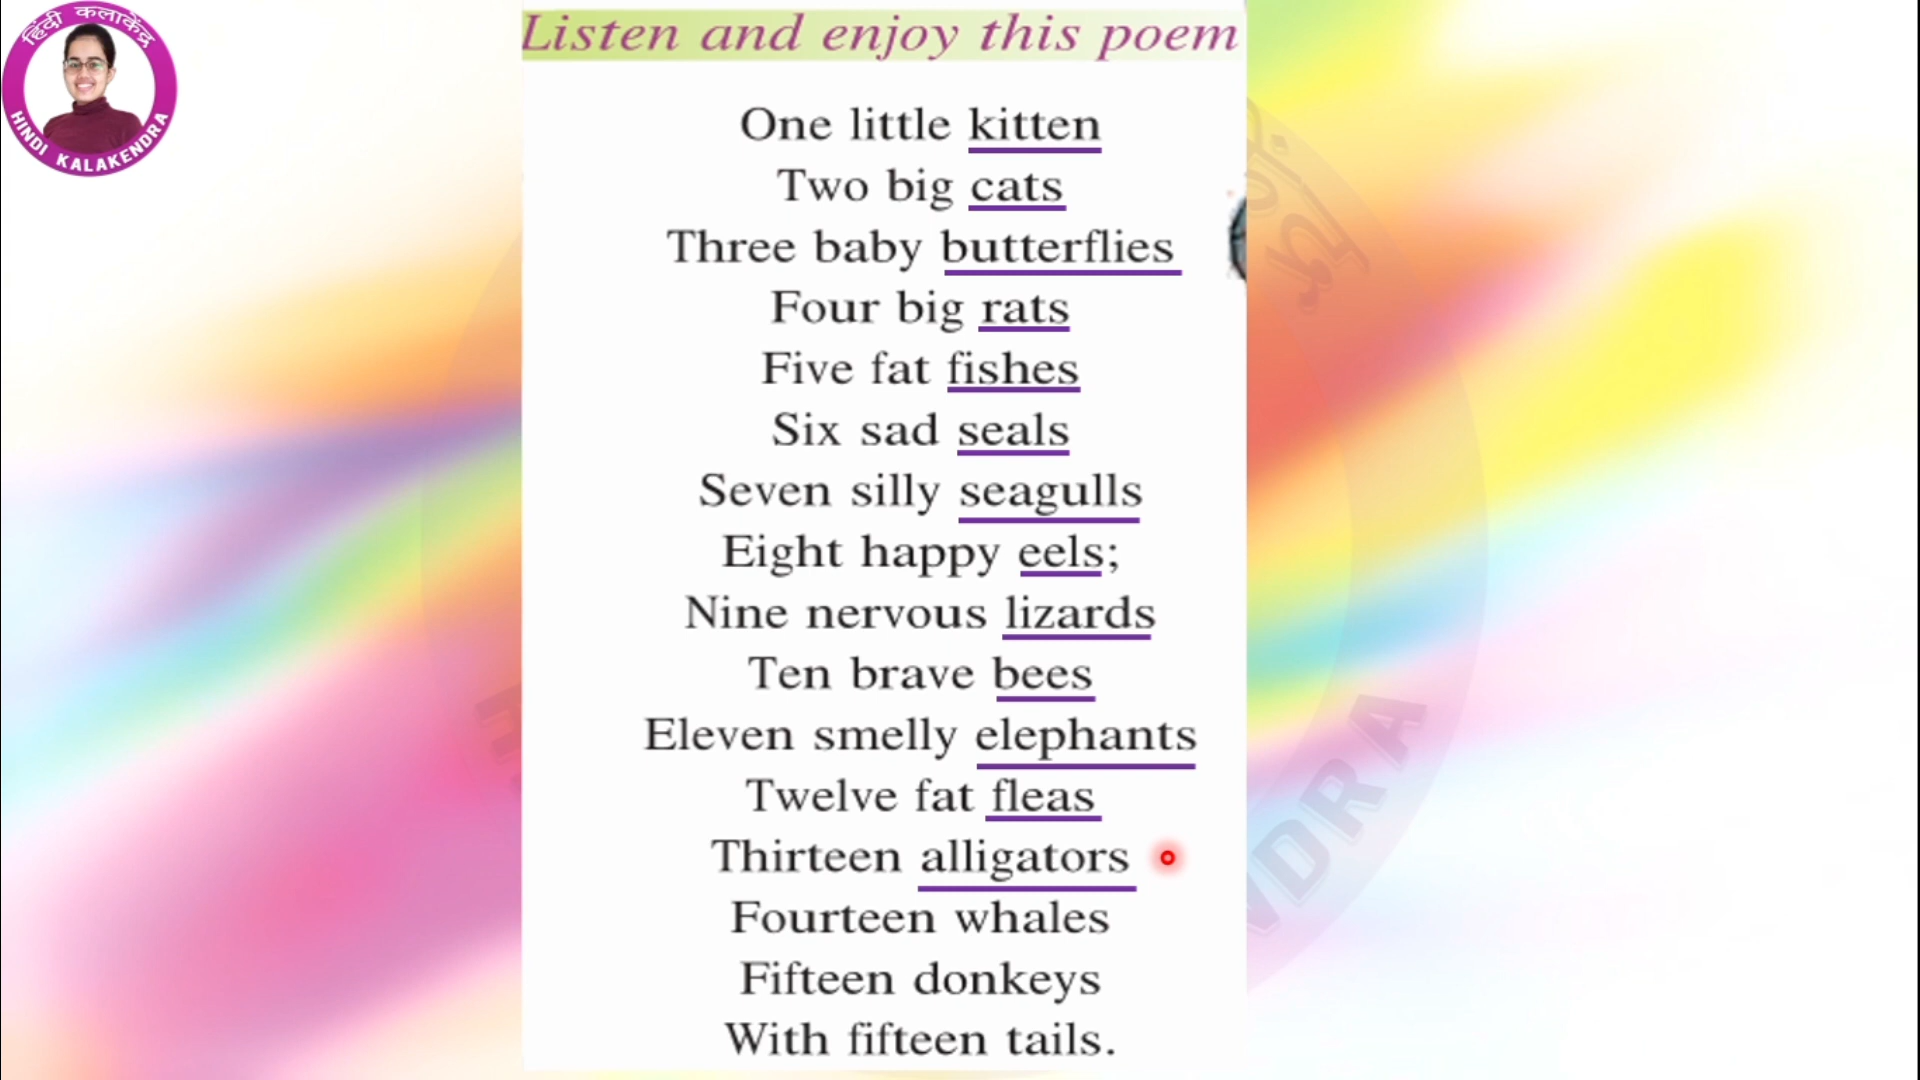 हिंदी कलाकेंद्र
HINDI KALAKENDRA
Listen and enjoy this poem
One little kitten
Two big cats
Three baby butterflies
Four big rats
Five fat fishes
Six sad seals
Seven silly seagulls
Eight happy eels;
Nine nervous lizards
Ten brave bees
Eleven smelly elephants
Twelve fat fleas
Thirteen alligators
Fourteen whales
Fifteen donkeys
With fifteen tails.